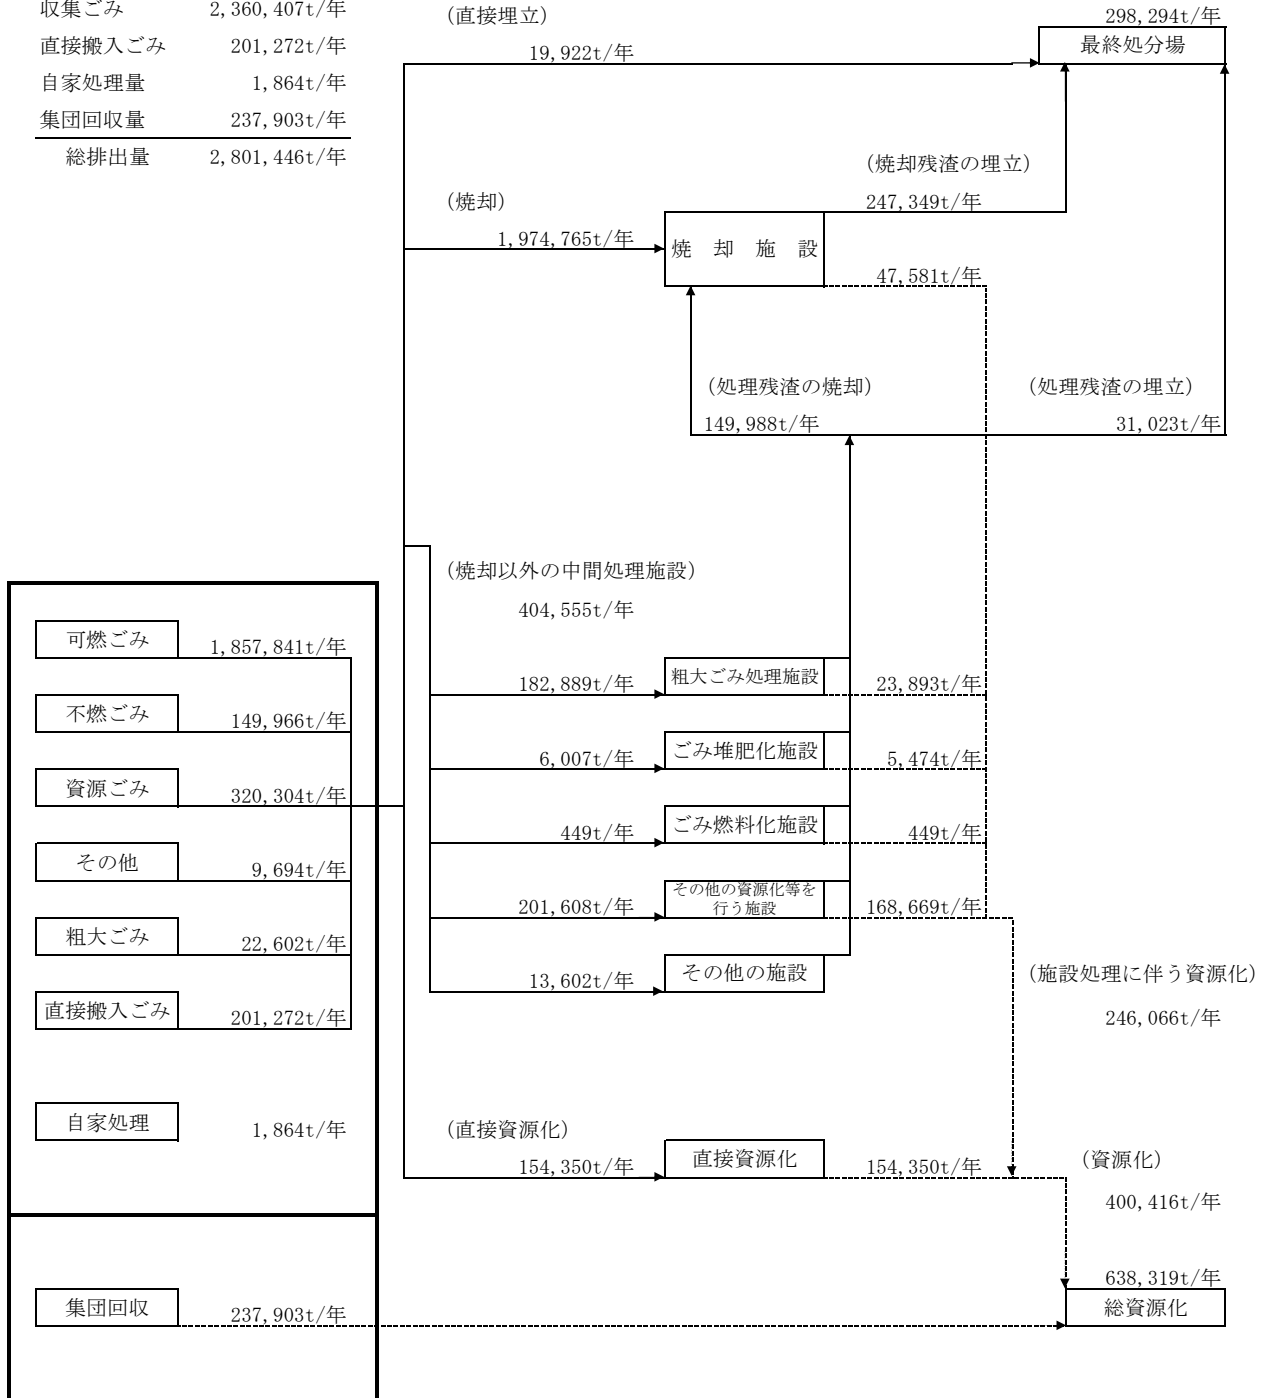 収集ごみ 2,360,407t/年
直接搬入ごみ 201,272t/年
自家処理量 1,864t/年
集団回収量 237,903t/年
総排出量 2,801,446t/年
(直接埋立)
19,922t/年
298,294t/年
最終処分場
(焼却残渣の埋立)
247,349t/年
(焼却)
1,974,765t/年
焼却施設
47,581t/年
(処理残渣の焼却)
149,988t/年
(処理残渣の埋立)
31,023t/年
(焼却以外の中間処理施設)
404,555t/年
可燃ごみ 1,857,841t/年
不燃ごみ 149,966t/年
資源ごみ 320,304t/年
その他 9,694t/年
粗大ごみ 22,602t/年
直接搬入ごみ 201,272t/年
自家処理 1,864t/年
182,889t/年 粗大ごみ処理施設 23,893t/年
6,007t/年 ごみ堆肥化施設 5,474t/年
449t/年 ごみ燃料化施設 449t/年
201,608t/年 その他の資源化等を
行う施設 168,669t/年
13,602t/年 その他の施設
(施設処理に伴う資源化)
246,066t/年
(直接資源化)
154,350t/年 直接資源化 154,350t/年
(資源化)
400,416t/年
638,319t/年
総資源化
集団回収 237,903t/年